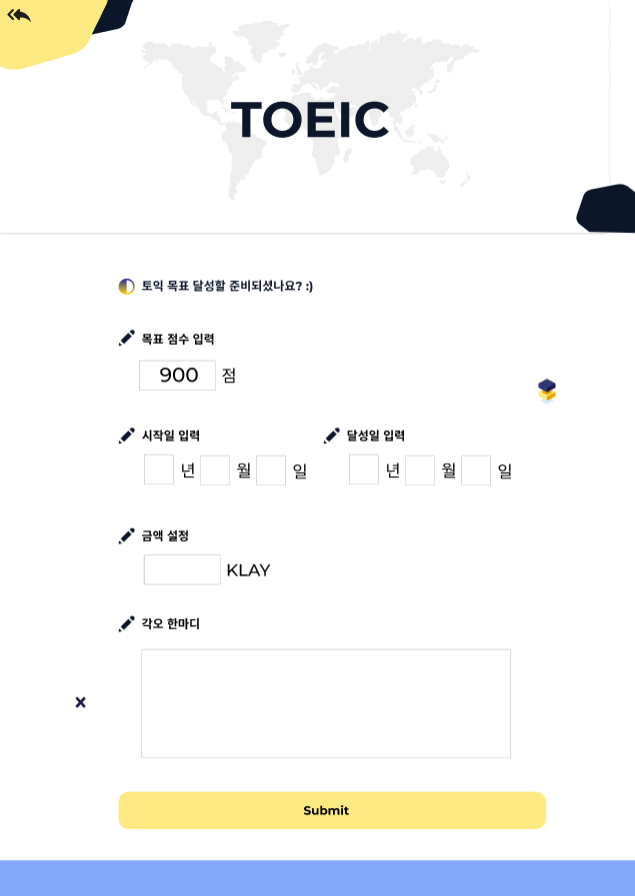 TOEIC
토익 목표 달성할 준비되셨나요? :)
목표 점수 입력
900 점
시작일 입력 달성일 입력
년 월 일 년 월 일
금액 설정
KLAY
각오 한마디
Submit